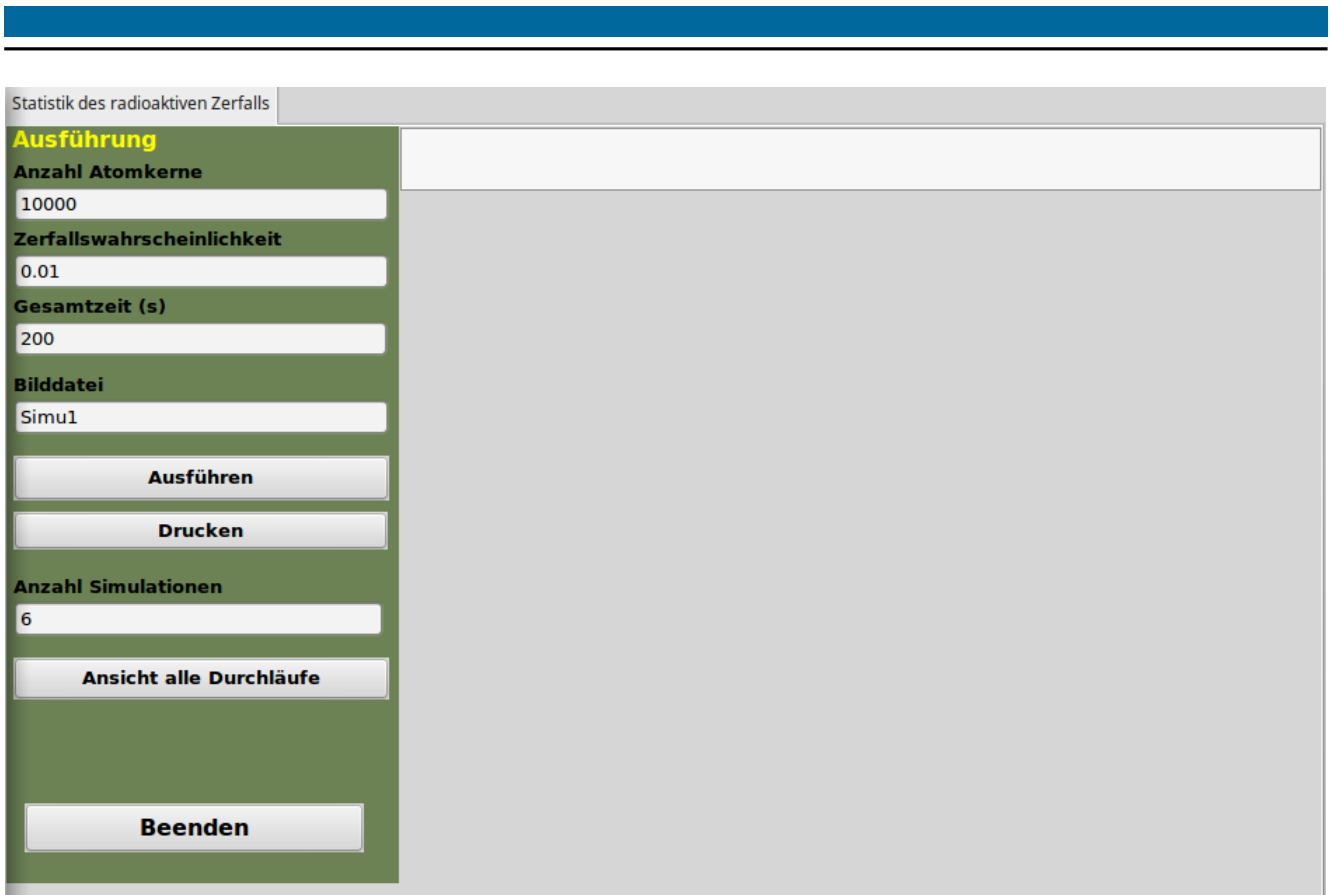 Statistik des radioaktiven Zerfalls
Ausführung
Anzahl Atomkerne
10000
Zerfallswahrscheinlichkeit
0.01
Gesamtzeit (s)
200
Bilddatei
Simu1
Ausführen
Drucken
Anzahl Simulationen
6
Ansicht alle Durchläufe
Beenden